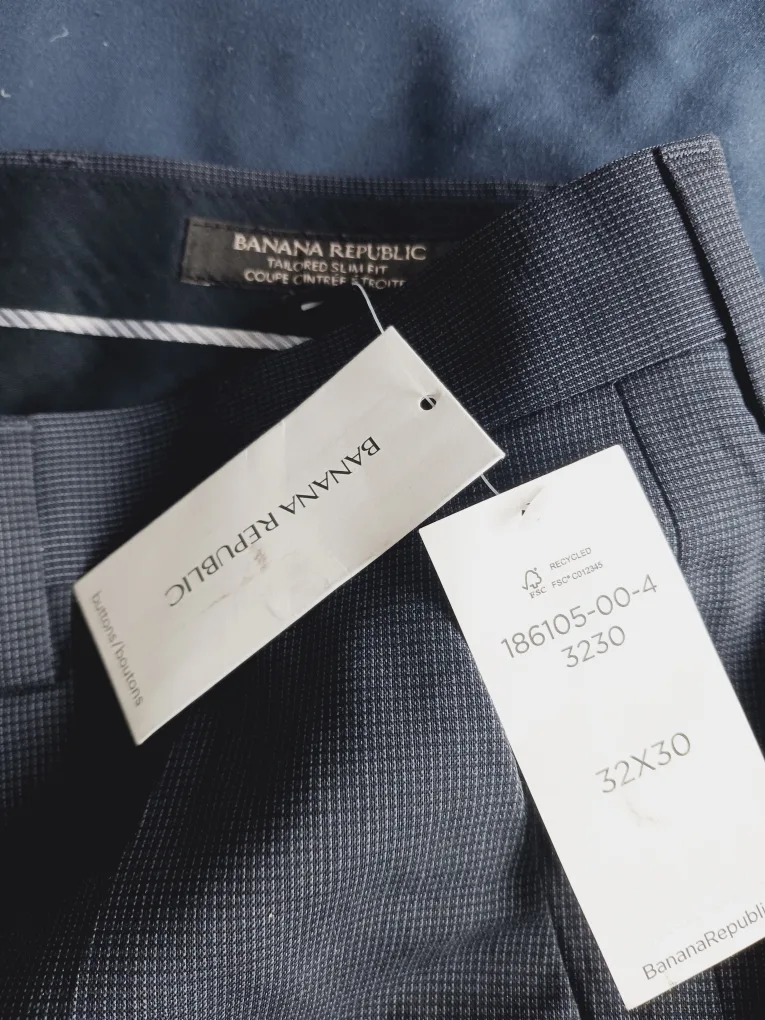 BANANA REPUBLIC
TAILORED SLIM FIT
COUPE CINTRÉE ÉTROITE
BANANA REPUBLIC
buttons/boutons
RECYCLED
FSC FSC® C012345
186105-00-4
3230
32X30
BananaRepubli